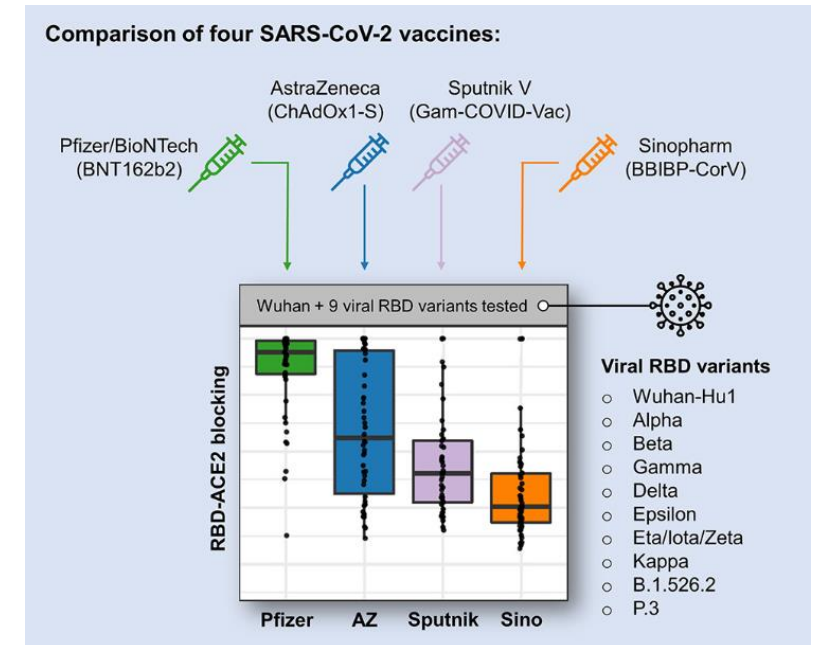 Comparison of four SARS-CoV-2 vaccines:
AstraZeneca
(ChAdOx1-S)
Sputnik V
(Gam-COVID-Vac)
Pfizer/BioNTech
(BNT162b2)
Sinopharm
(BBIBP-CorV)
Wuhan + 9 viral RBD variants tested
RBD-ACE2 blocking
Pfizer
AZ
Sputnik
Sino
Viral RBD variants
Wuhan-Hu1
Alpha
Beta
Gamma
Delta
Epsilon
Eta/Iota/Zeta
Kappa
B.1.526.2
P.3